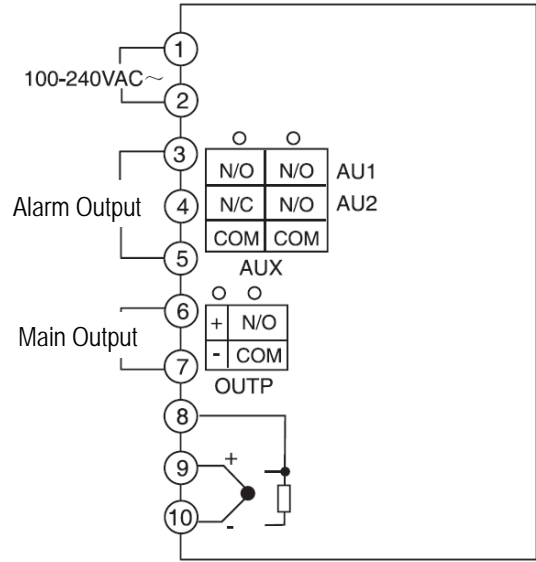 1
100-240VAC~
2
3
N/O N/O AU1
Alarm Output 4 N/C N/O AU2
COM COM
5
AUX
6
+ N/O
Main Output
- COM
7
OUTP
8
9 +
10 -